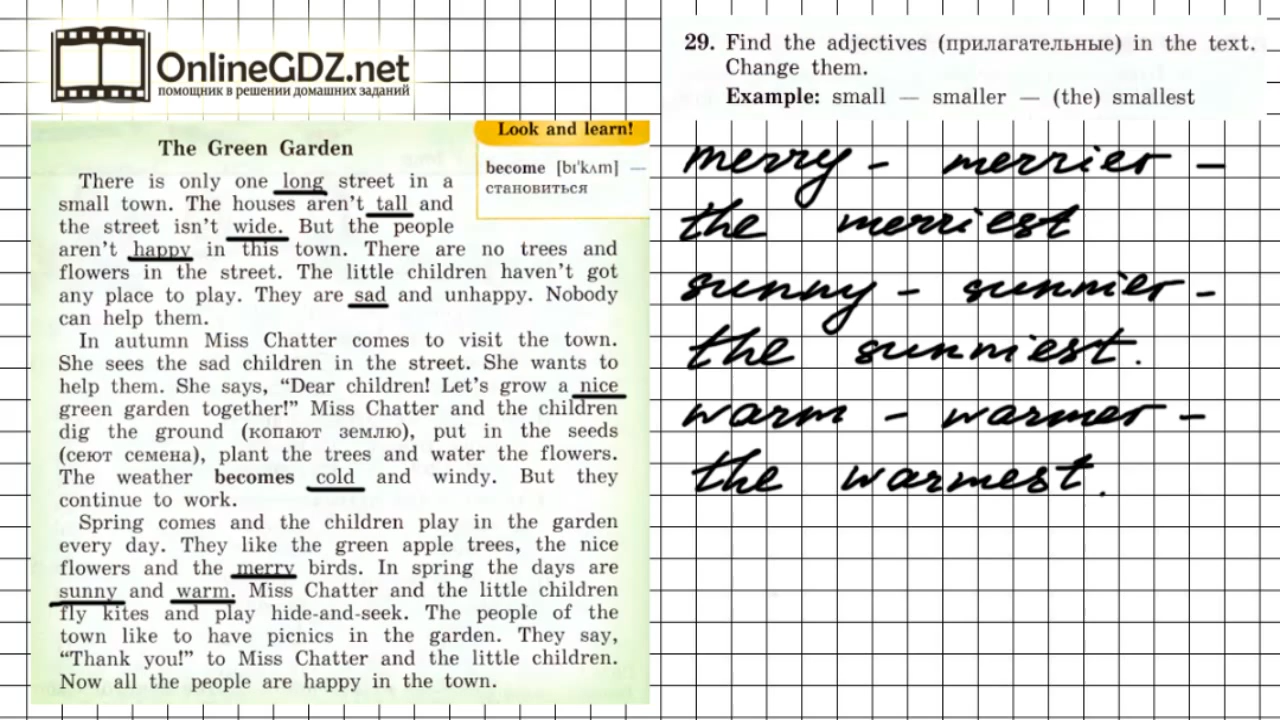 OnlineGDZ.net
помощник в решении домашних заданий
The Green Garden
There is only one long street in a
small town. The houses aren't tall and
the street isn't wide. But the people
aren't happy in this town. There are no trees and
flowers in the street. The little children haven't got
any place to play. They are sad and unhappy. Nobody
can help them.
In autumn Miss Chatter comes to visit the town.
She sees the sad children in the street. She wants to
help them. She says, “Dear children! Let's grow a nice
green garden together!” Miss Chatter and the children
dig the ground (копают землю), put in the seeds
(сеют семена), plant the trees and water the flowers.
The weather becomes cold and windy. But they
continue to work.
Spring comes and the children play in the garden
every day. They like the green apple trees, the nice
flowers and the merry birds. In spring the days are
sunny and warm. Miss Chatter and the little children
fly kites and play hide-and-seek. The people of the
town like to have picnics in the garden. They say,
“Thank you!” to Miss Chatter and the little children.
Now all the people are happy in the town.
Look and learn!
become [bɪ'kʌm] —
становиться
29. Find the adjectives (прилагательные) in the text.
Change them.
Example: small — smaller — (the) smallest
merry - merrier -
the merriest
sunny - sunnier -
the sunniest.
warm - warmer -
the warmest.